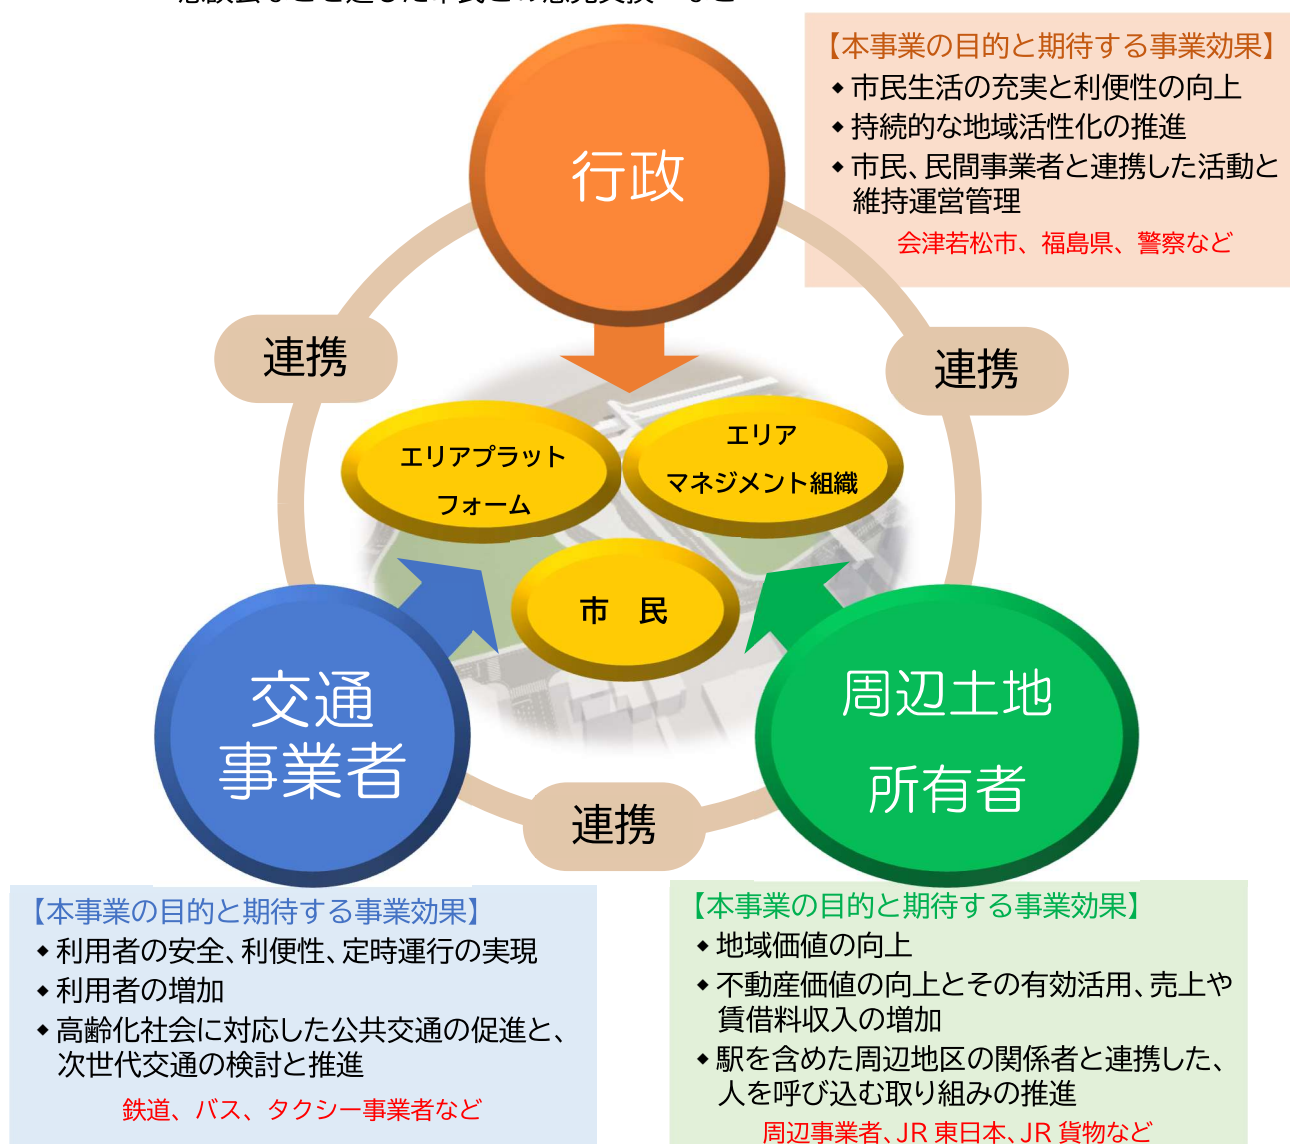 【本事業の目的と期待する事業効果】
◆ 市民生活の充実と利便性の向上
◆ 持続的な地域活性化の推進
◆ 市民、民間事業者と連携した活動と
維持運営管理
会津若松市、福島県、警察など
行政
連携
連携
エリアプラット
フォーム
エリア
マネジメント組織
市　民
交通
事業者
周辺土地
所有者
連携
【本事業の目的と期待する事業効果】
◆ 利用者の安全、利便性、定時運行の実現
◆ 利用者の増加
◆ 高齢化社会に対応した公共交通の促進と、
次世代交通の検討と推進
鉄道、バス、タクシー事業者など
【本事業の目的と期待する事業効果】
◆ 地域価値の向上
◆ 不動産価値の向上とその有効活用、売上や
賃借料収入の増加
◆ 駅を含めた周辺地区の関係者と連携した、
人を呼び込む取り組みの推進
周辺事業者、JR 東日本、JR 貨物など